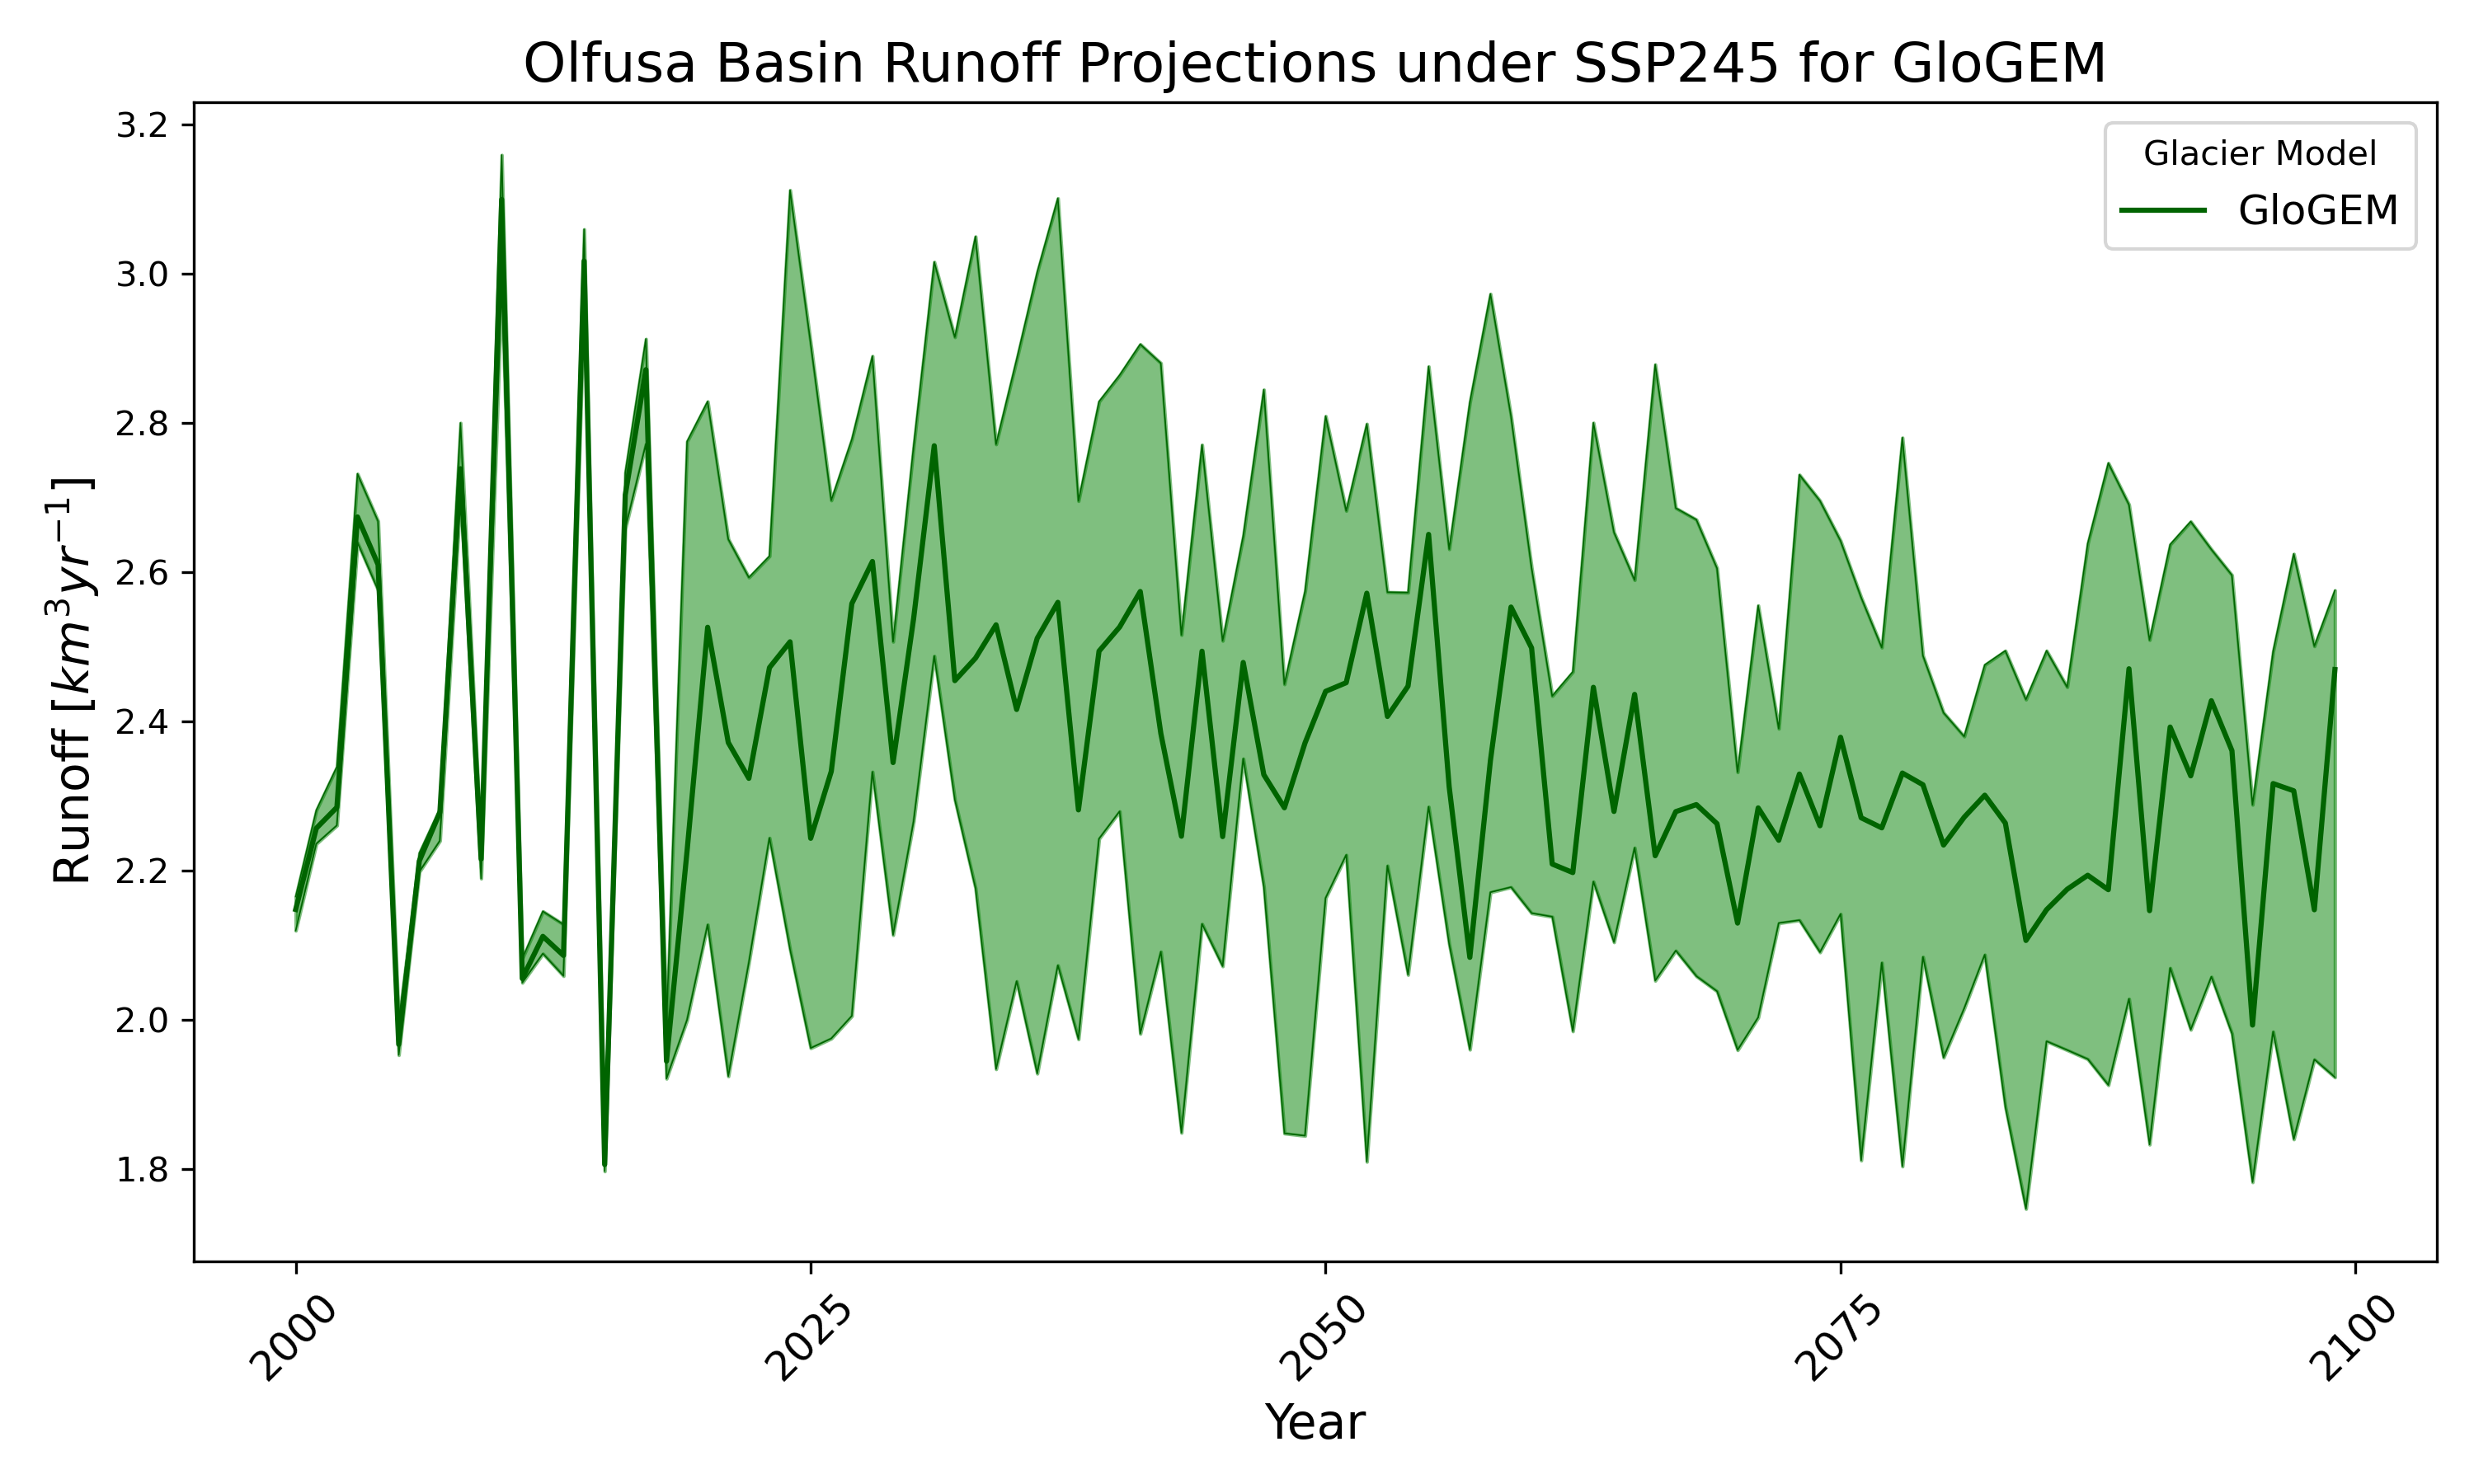 Olfusa Basin Runoff Projections under SSP245 for GloGEM
Glacier Model
GloGEM
Runoff [km³yr⁻¹]
3.2
3.0
2.8
2.6
2.4
2.2
2.0
1.8
2000
2025
2050
2075
2100
Year